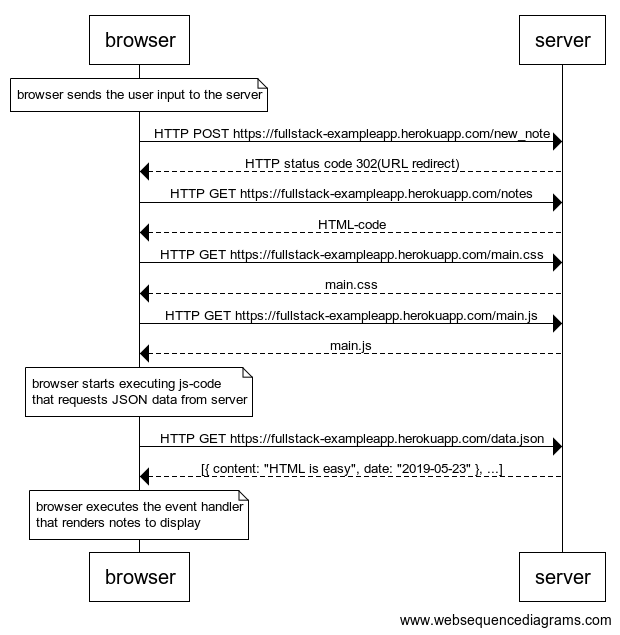 browser
server
browser sends the user input to the server
HTTP POST https://fullstack-exampleapp.herokuapp.com/new_note
HTTP status code 302(URL redirect)
HTTP GET https://fullstack-exampleapp.herokuapp.com/notes
HTML-code
HTTP GET https://fullstack-exampleapp.herokuapp.com/main.css
main.css
HTTP GET https://fullstack-exampleapp.herokuapp.com/main.js
main.js
browser starts executing js-code
that requests JSON data from server
HTTP GET https://fullstack-exampleapp.herokuapp.com/data.json
[{ content: "HTML is easy", date: "2019-05-23" }, ...]
browser executes the event handler
that renders notes to display
browser
server
www.websequencediagrams.com